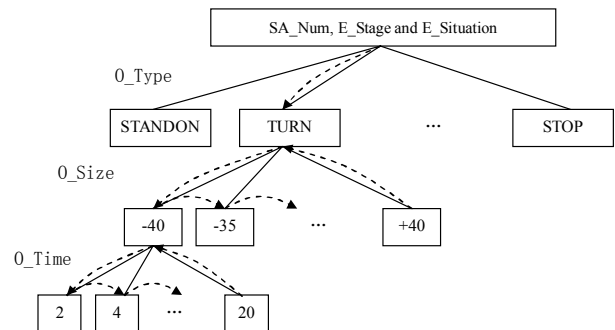 SA_Num, E_Stage and E_Situation
O_Type
STANDON TURN ... STOP
O_Size
-40 -35 ... +40
O_Time
2 4 ... 20